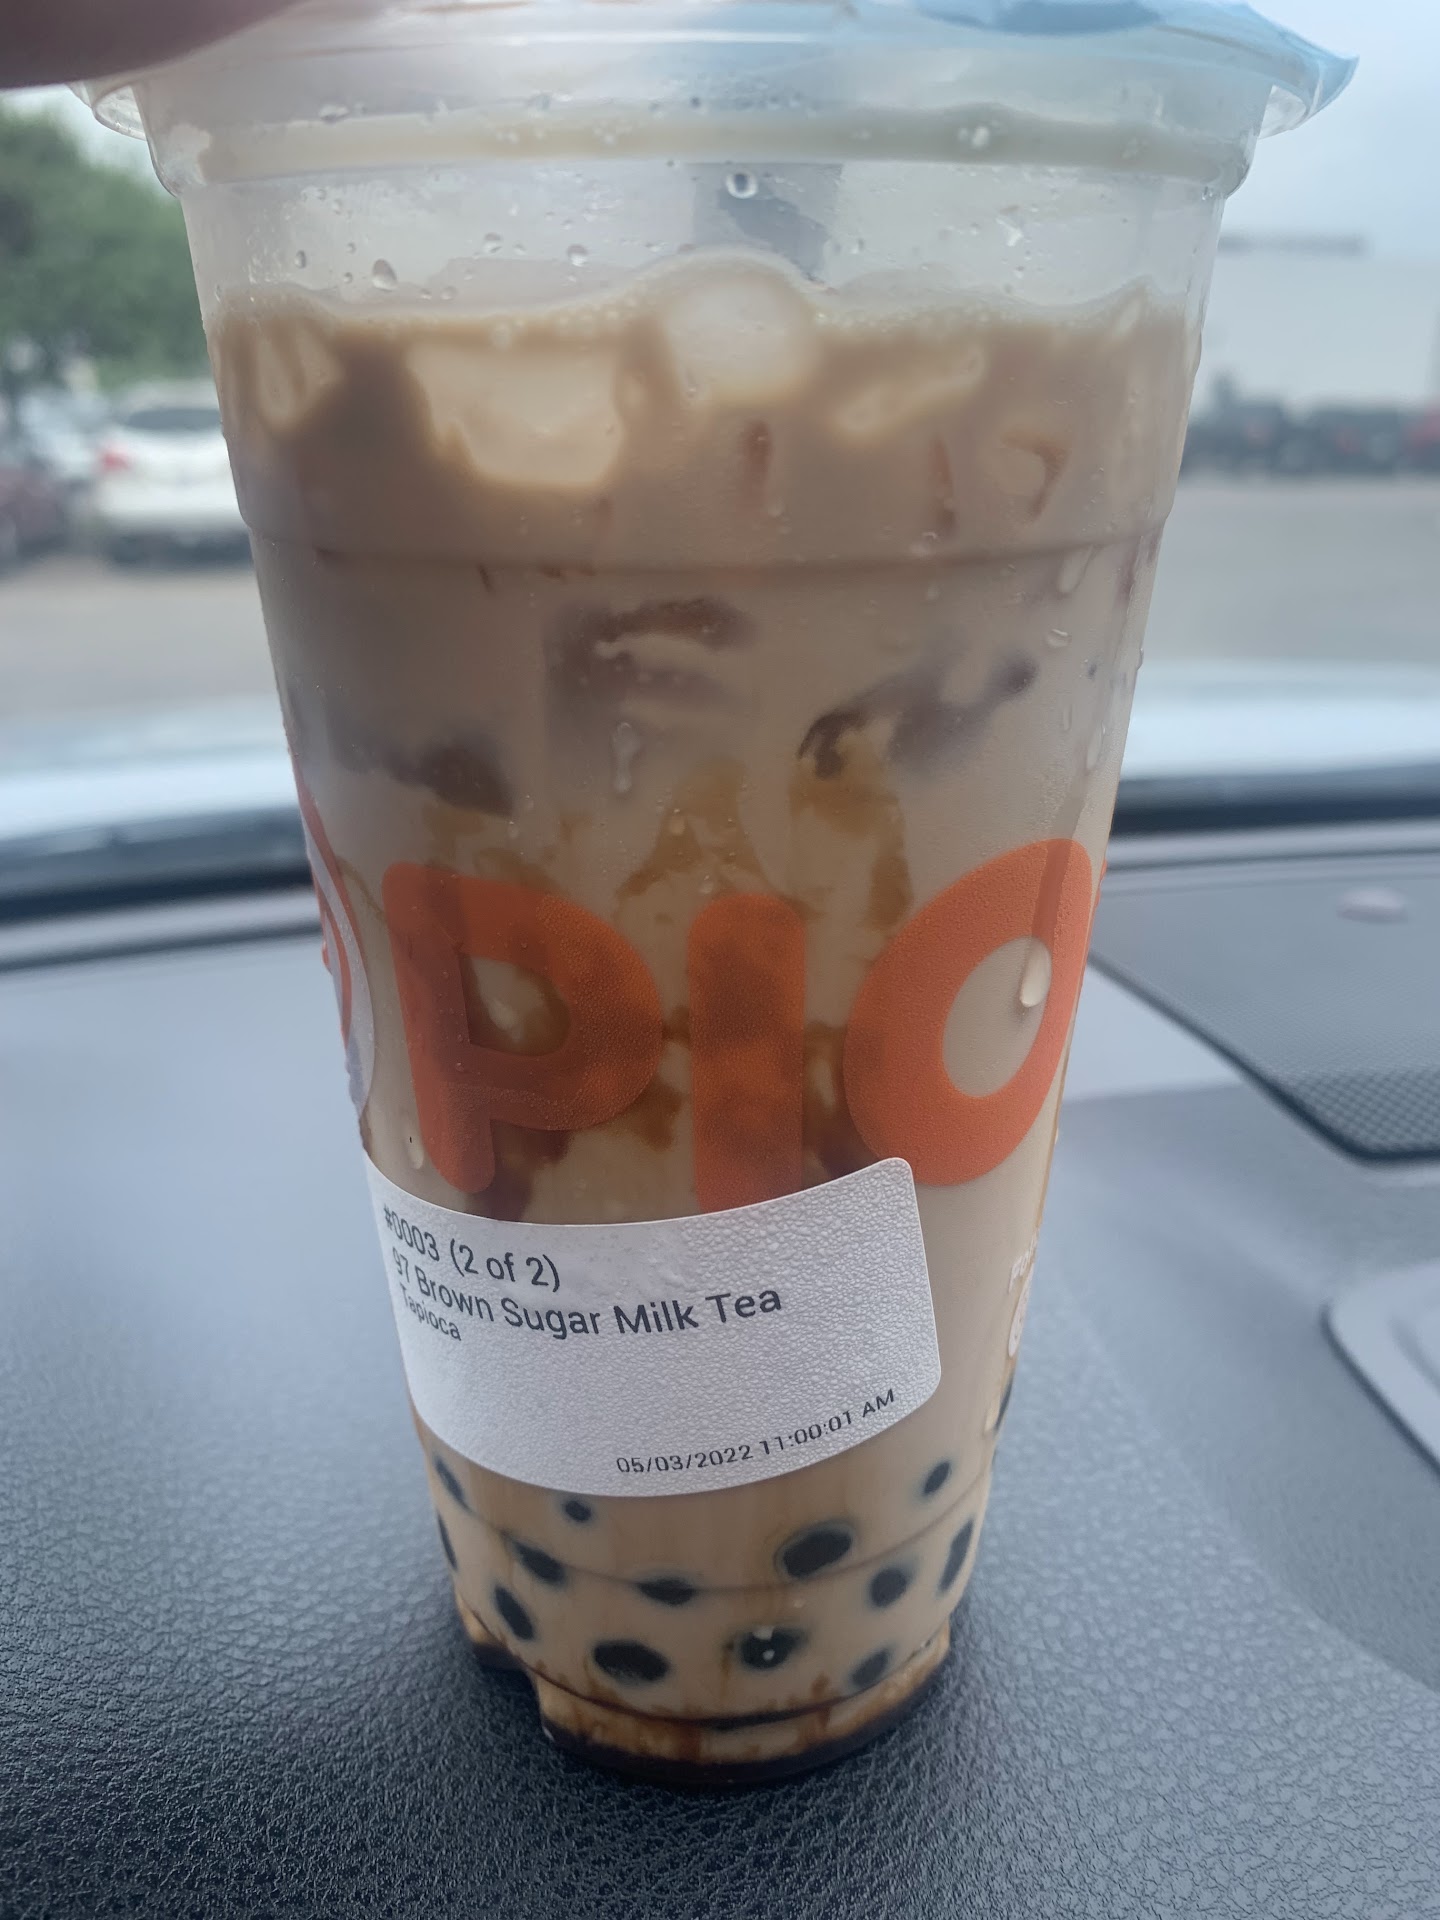 PIO
#0003 (2 of 2)
97 Brown Sugar Milk Tea
Tapioca
05/03/2022 11:00:01 AM